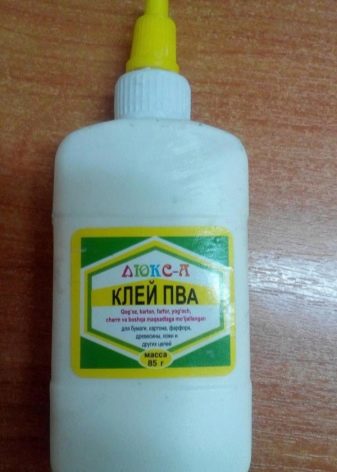 ЛЮКС-А
КЛЕЙ ПВА
Qog'oz, karton, farfor, yog'och,
charm va boshqa maqsadlaga mo'ljallangan
для бумаги, картона, фарфора,
древесины, кожи и
других целей
масса
85 г